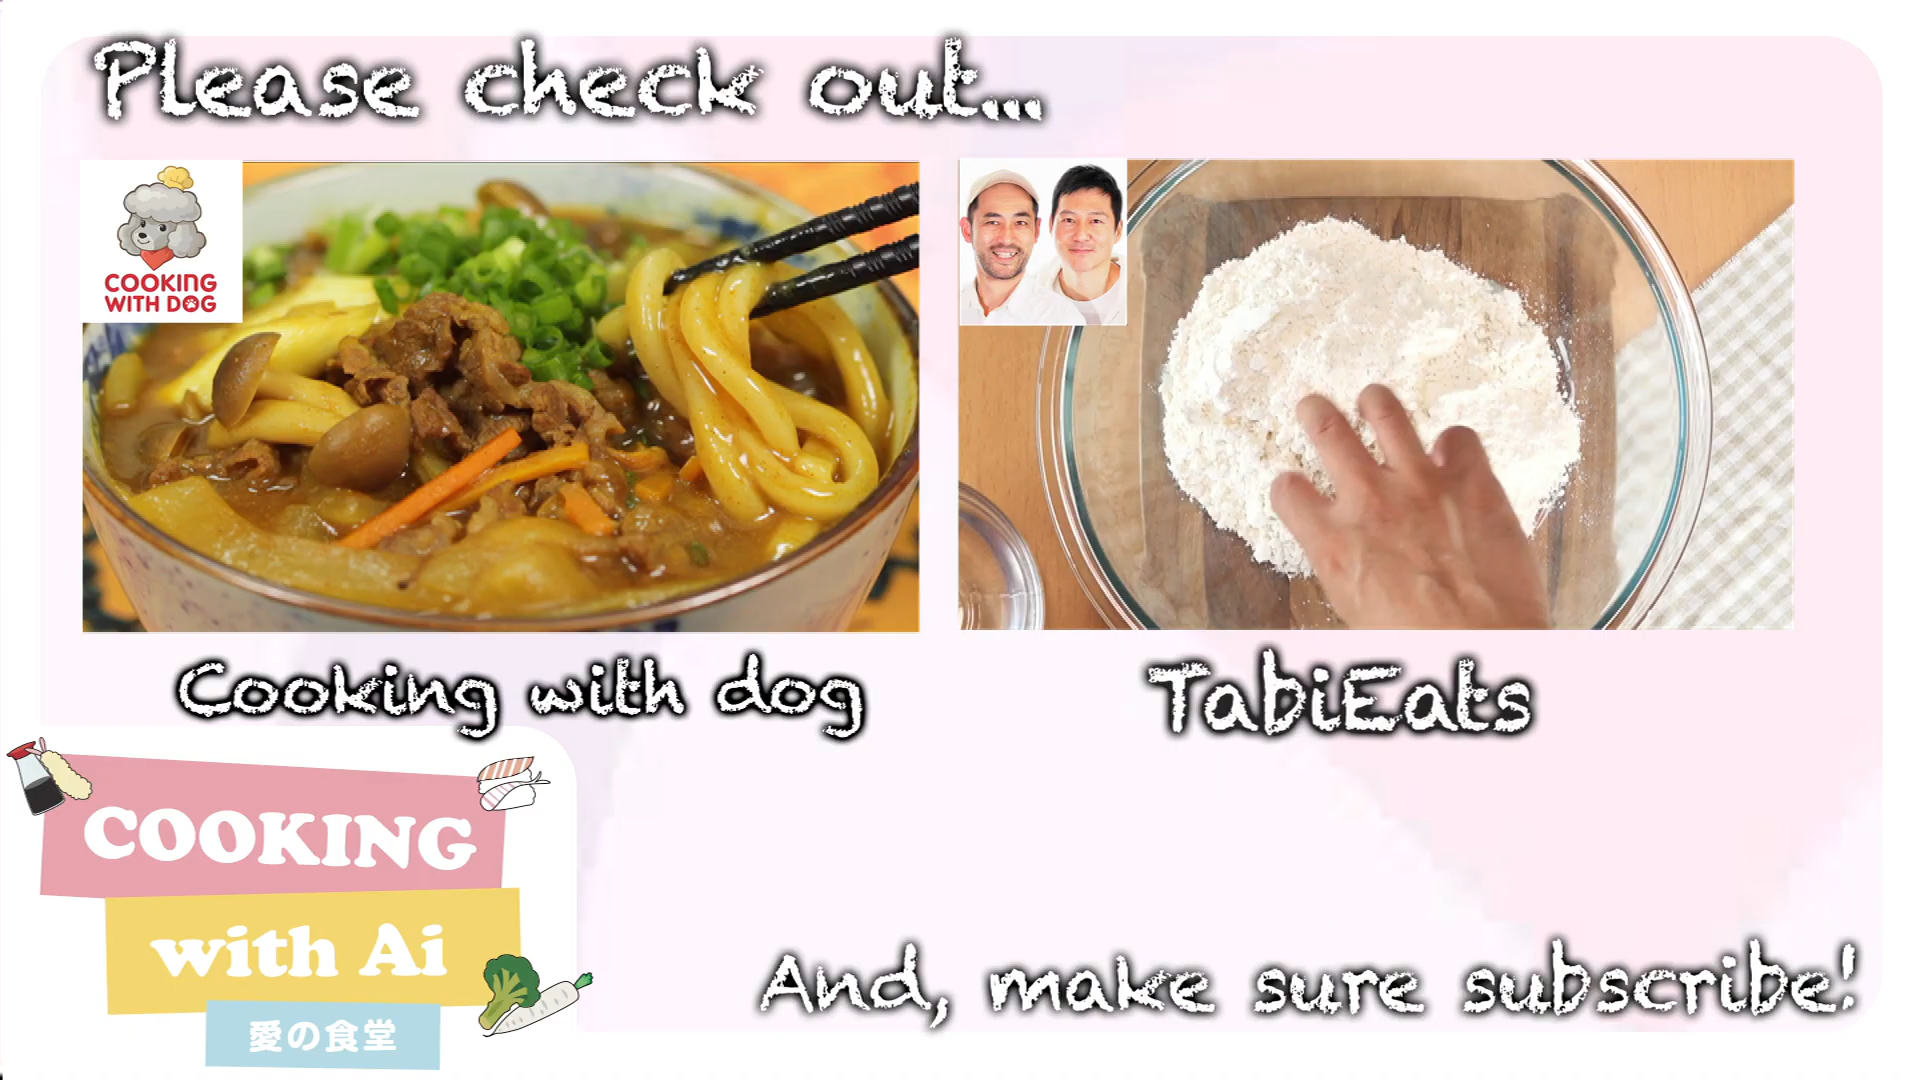 Please check out...
COOKING
WITH DOG
Cooking with dog
TabiEats
COOKING
with Ai
愛の食堂
And, make sure subscribe!